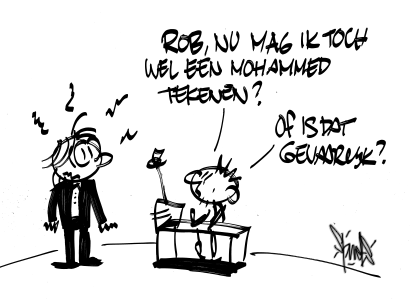 ROB, NU MAG IK TOCH
WEL EEN MOHAMMED
TEKENEN?
OF IS DAT
GEVAARLIJK?